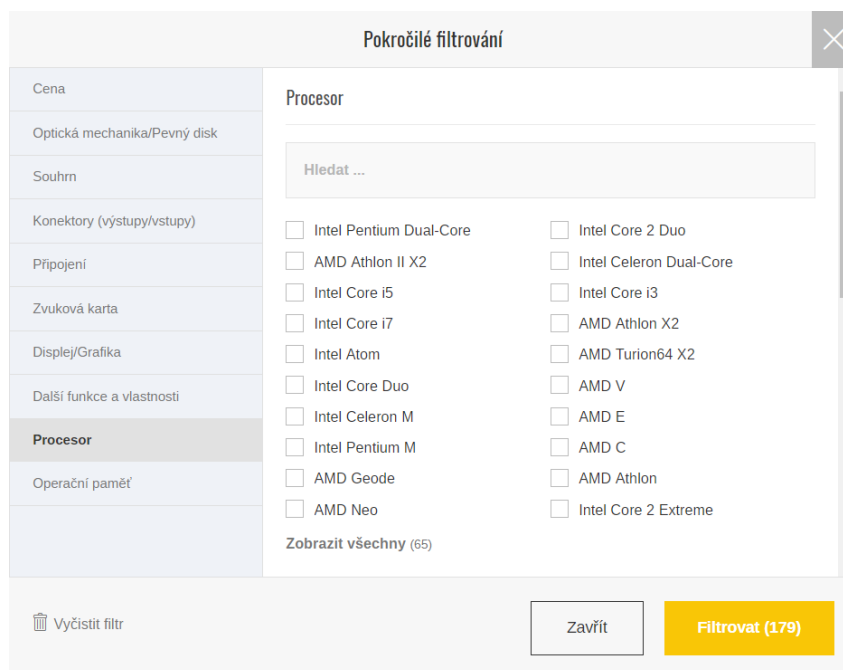 Pokročilé filtrování
Cena
Optická mechanika/Pevný disk
Souhrn
Konektory (výstupy/vstupy)
Připojení
Zvuková karta
Displej/Grafika
Další funkce a vlastnosti
Procesor
Operační paměť
Procesor
Hledat ...
Intel Pentium Dual-Core
Intel Core 2 Duo
AMD Athlon II X2
Intel Celeron Dual-Core
Intel Core i5
Intel Core i3
Intel Core i7
AMD Athlon X2
Intel Atom
AMD Turion64 X2
Intel Core Duo
AMD V
Intel Celeron M
AMD E
Intel Pentium M
AMD C
AMD Geode
AMD Athlon
AMD Neo
Intel Core 2 Extreme
Zobrazit všechny (65)
Vyčistit filtr
Zavřít
Filtrovat (179)